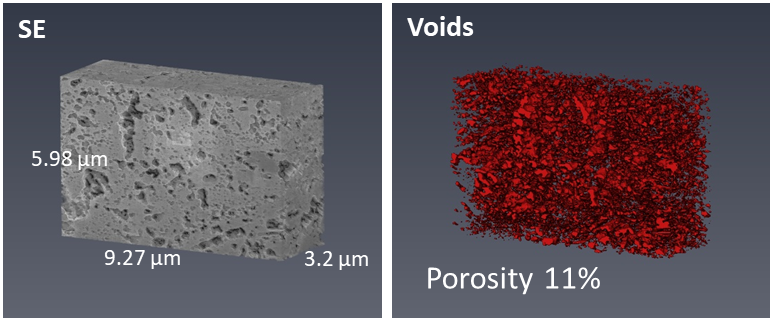 SE
5.98 µm
9.27 µm
3.2 µm
Voids
Porosity 11%